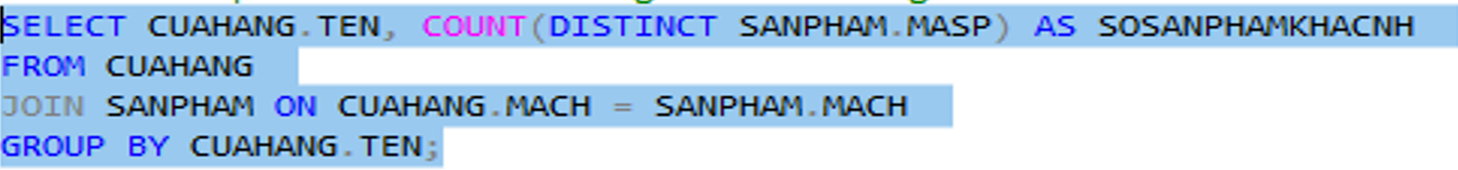 SELECT CUAHANG.TEN, COUNT(DISTINCT SANPHAM.MASP) AS SOSANPHAMKHACNH
FROM CUAHANG
JOIN SANPHAM ON CUAHANG.MACH = SANPHAM.MACH
GROUP BY CUAHANG.TEN;